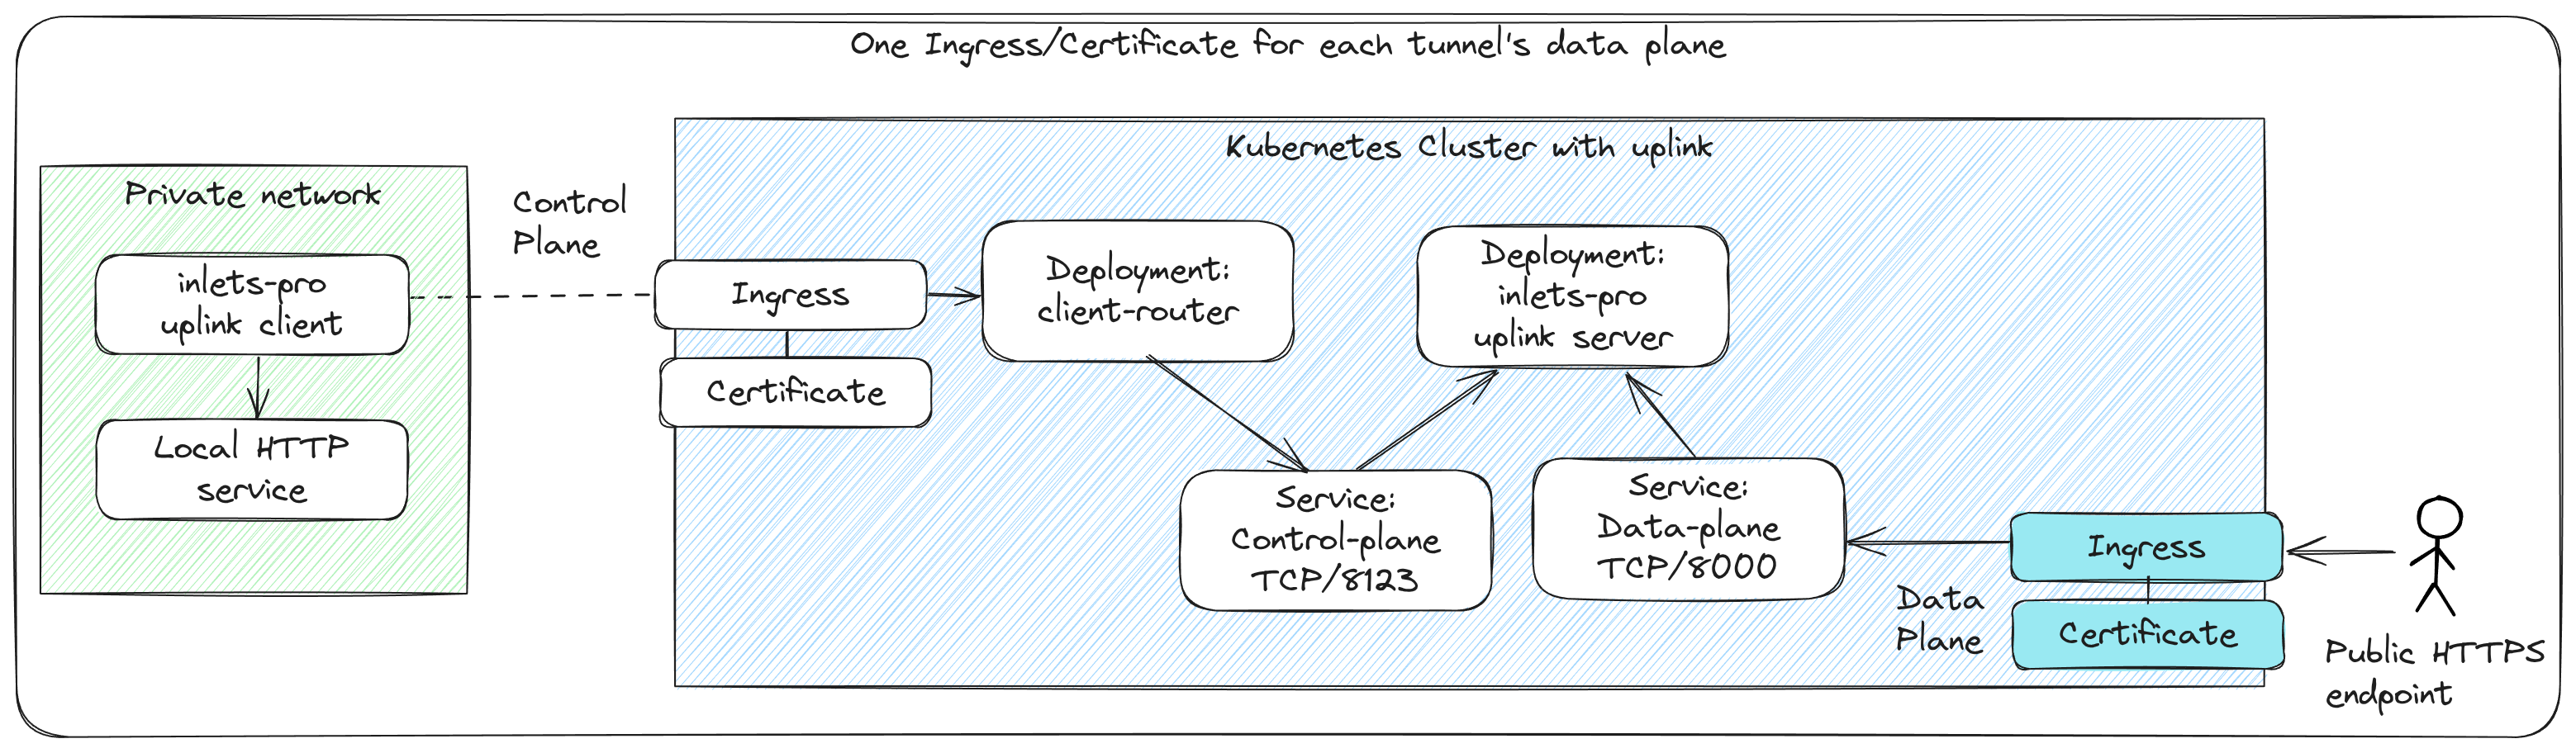 One Ingress/Certificate for each tunnel's data plane
Kubernetes Cluster with uplink
Private network
inlets-pro
uplink client
Local HTTP
service
Control
Plane
Ingress
Certificate
Deployment:
client-router
Deployment:
inlets-pro
uplink server
Service:
Control-plane
TCP/8123
Service:
Data-plane
TCP/8000
Data
Plane
Ingress
Certificate
Public HTTPS
endpoint